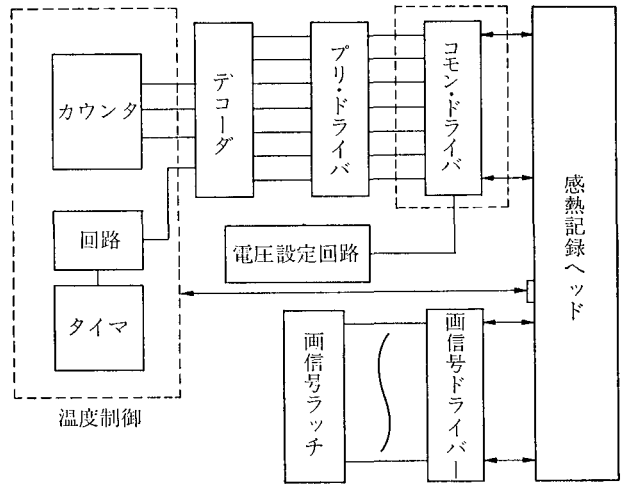 カウンタ
デコーダ
プリ・ドライバ
コモン・ドライバ
感熱記録ヘッド
回路
電圧設定回路
タイマ
画信号ラッチ
画信号ドライバー
温度制御